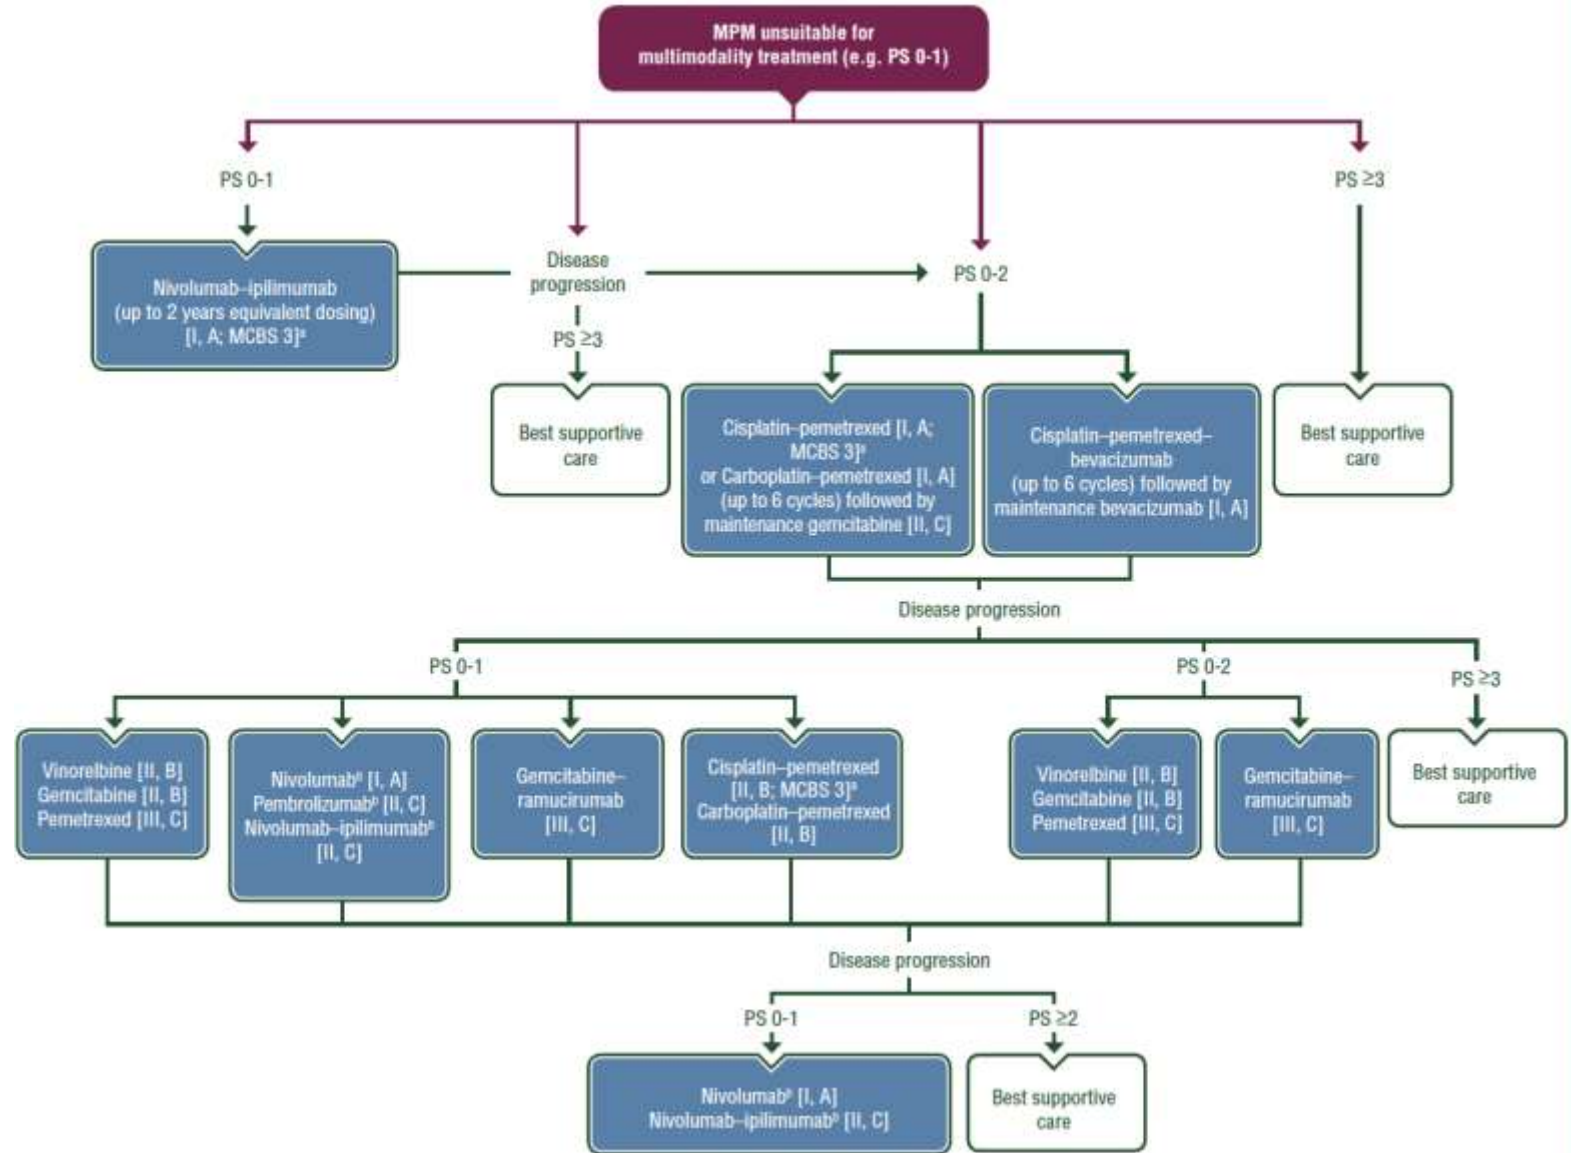 MPM unsuitable for
multimodality treatment (e.g. PS 0-1)
PS 0-1
PS ≥3
Nivolumab–ipilimumab
(up to 2 years equivalent dosing)
[I, A; MCBS 3]ᵃ
Disease
progression
PS 0-2
PS ≥3
Best supportive
care
Cisplatin–pemetrexed [I, A;
MCBS 3]ᵃ
or Carboplatin–pemetrexed [I, A]
(up to 6 cycles) followed by
maintenance gemcitabine [II, C]
Cisplatin–pemetrexed–
bevacizumab
(up to 6 cycles) followed by
maintenance bevacizumab [I, A]
Best supportive
care
Disease progression
PS 0-1
PS 0-2
PS ≥3
Vinorelbine [II, B]
Gemcitabine [II, B]
Pemetrexed [III, C]
Nivolumabᵇ [I, A]
Pembrolizumabᵇ [II, C]
Nivolumab–ipilimumabᵇ
[II, C]
Gemcitabine–
ramucirumab
[III, C]
Cisplatin–pemetrexed
[II, B; MCBS 3]ᵃ
Carboplatin–pemetrexed
[II, B]
Vinorelbine [II, B]
Gemcitabine [II, B]
Pemetrexed [III, C]
Gemcitabine–
ramucirumab
[III, C]
Best supportive
care
Disease progression
PS 0-1
PS ≥2
Nivolumabᵇ [I, A]
Nivolumab–ipilimumabᵇ [II, C]
Best supportive
care